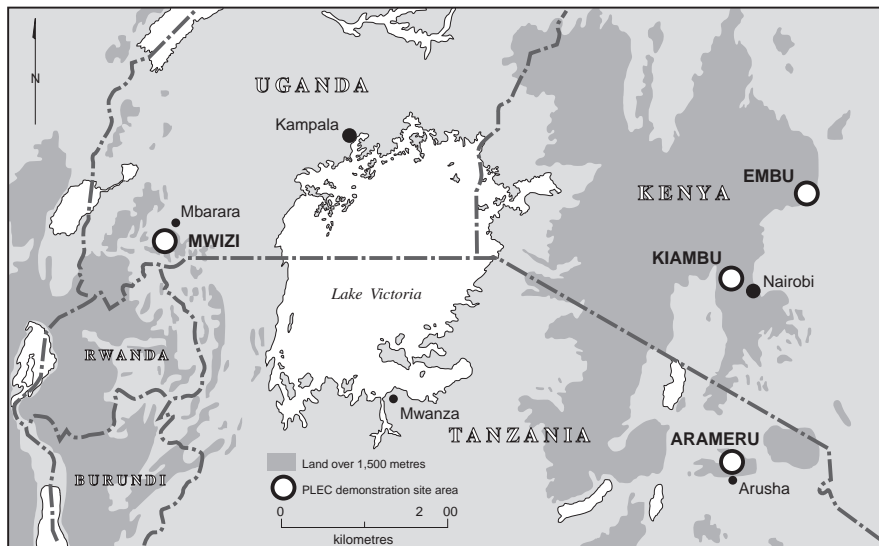 N
UGANDA
Kampala
KENYA
EMBU
Mbarara
MWIZI
KIAMBU
Nairobi
Lake Victoria
RWANDA
Mwanza
TANZANIA
ARAMERU
Land over 1,500 metres
BURUNDI
PLEC demonstration site area
Arusha
0 2 00
kilometres